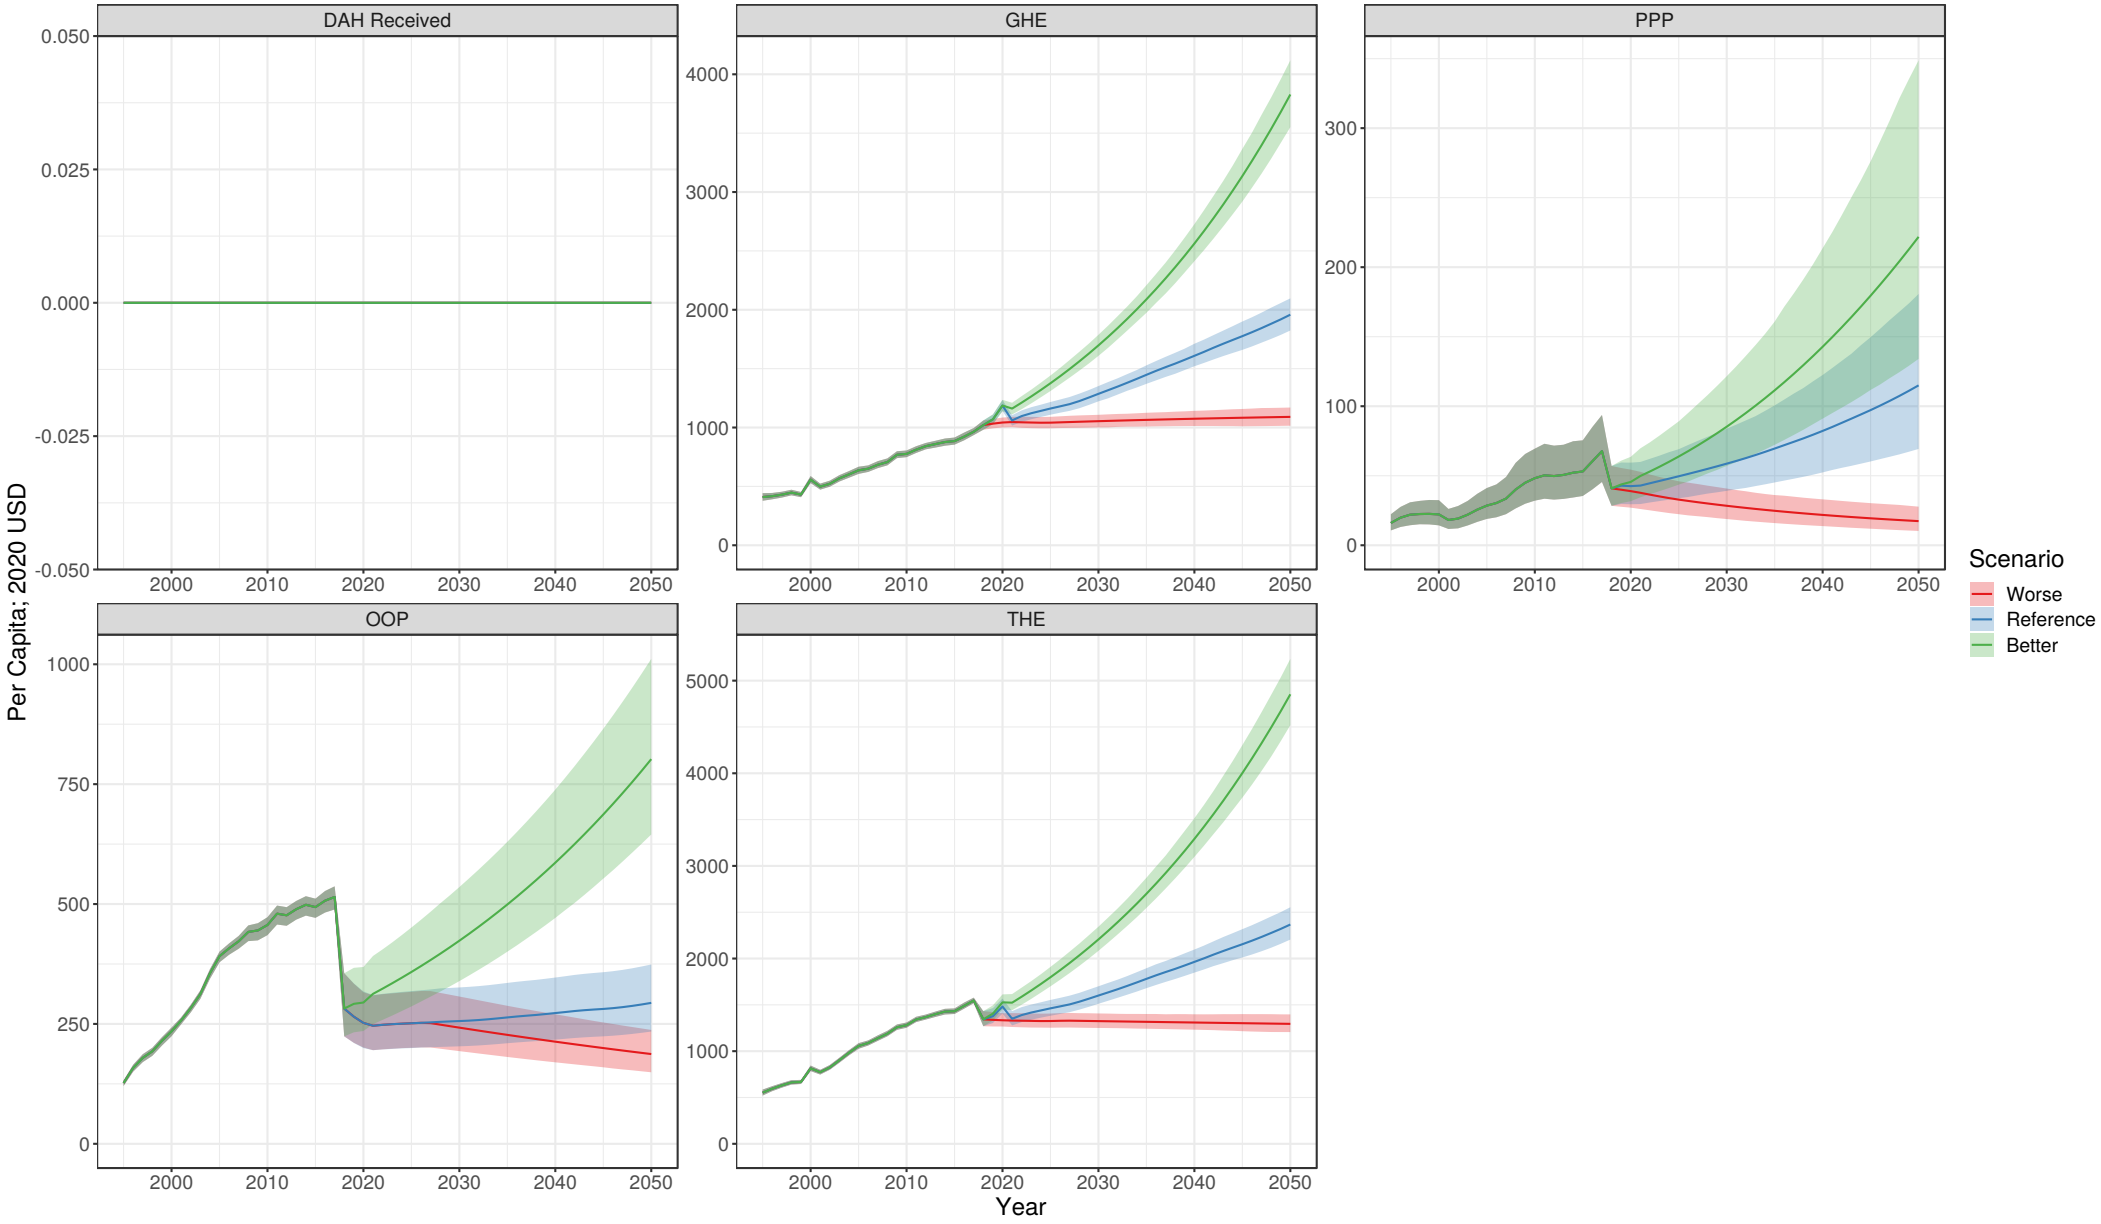 DAH Received
GHE
PPP
0.050
0.025
0.000
-0.025
-0.050
4000
3000
2000
1000
0
300
200
100
0
2000 2010 2020 2030 2040 2050
2000 2010 2020 2030 2040 2050
2000 2010 2020 2030 2040 2050
OOP
THE
1000
750
500
250
0
5000
4000
3000
2000
1000
0
2000 2010 2020 2030 2040 2050
2000 2010 2020 2030 2040 2050
Per Capita; 2020 USD
Year
Scenario
Worse
Reference
Better